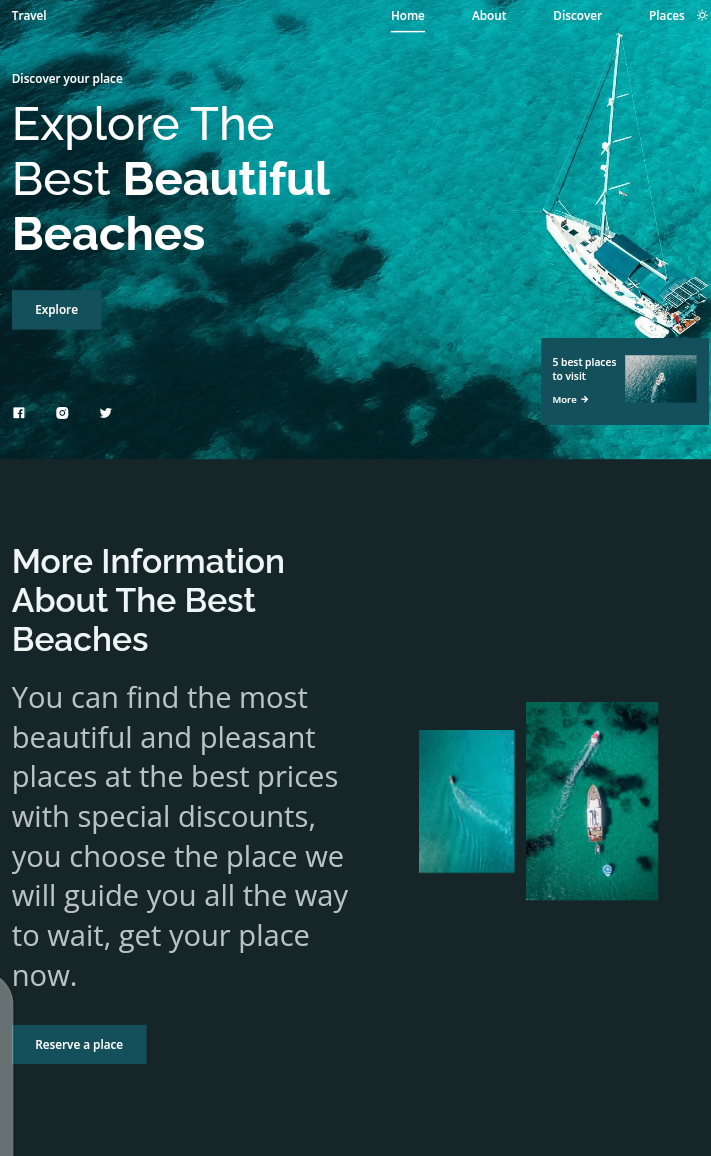 Travel
Home
About
Discover
Places
Discover your place
Explore The
Best Beautiful
Beaches
Explore
5 best places
to visit
More
More Information
About The Best
Beaches
You can find the most
beautiful and pleasant
places at the best prices
with special discounts,
you choose the place we
will guide you all the way
to wait, get your place
now.
Reserve a place